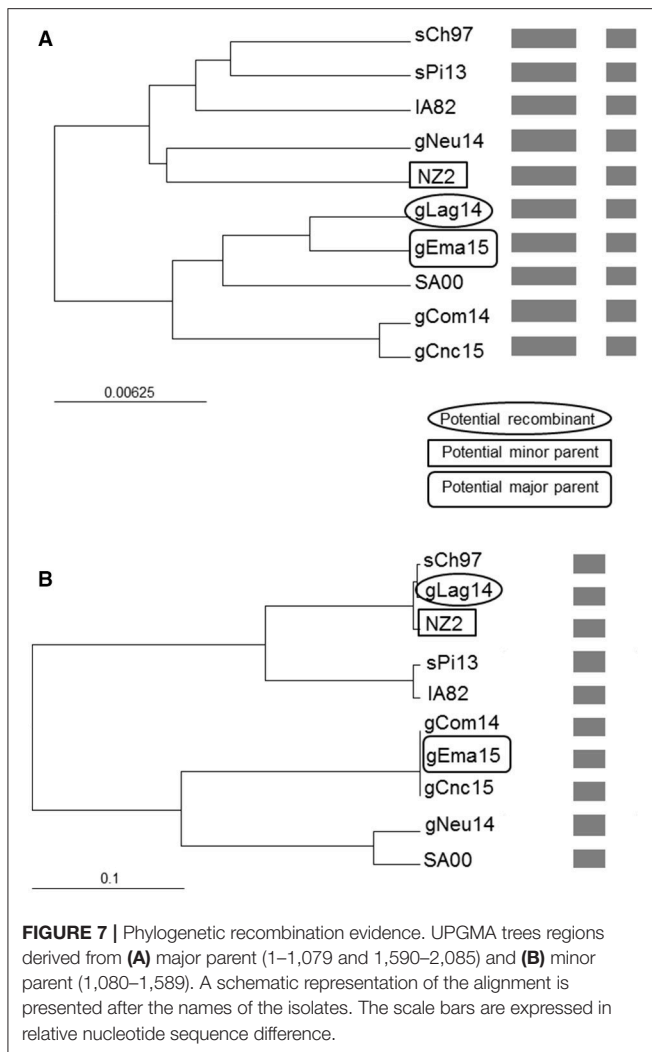 A
sCh97
sPi13
IA82
gNeu14
NZ2
gLag14
gEma15
SA00
gCom14
gCnc15
0.00625
Potential recombinant
Potential minor parent
Potential major parent
B
sCh97
gLag14
NZ2
sPi13
IA82
gCom14
gEma15
gCnc15
gNeu14
SA00
0.1
FIGURE 7 | Phylogenetic recombination evidence. UPGMA trees regions
derived from (A) major parent (1–1,079 and 1,590–2,085) and (B) minor
parent (1,080–1,589). A schematic representation of the alignment is
presented after the names of the isolates. The scale bars are expressed in
relative nucleotide sequence difference.